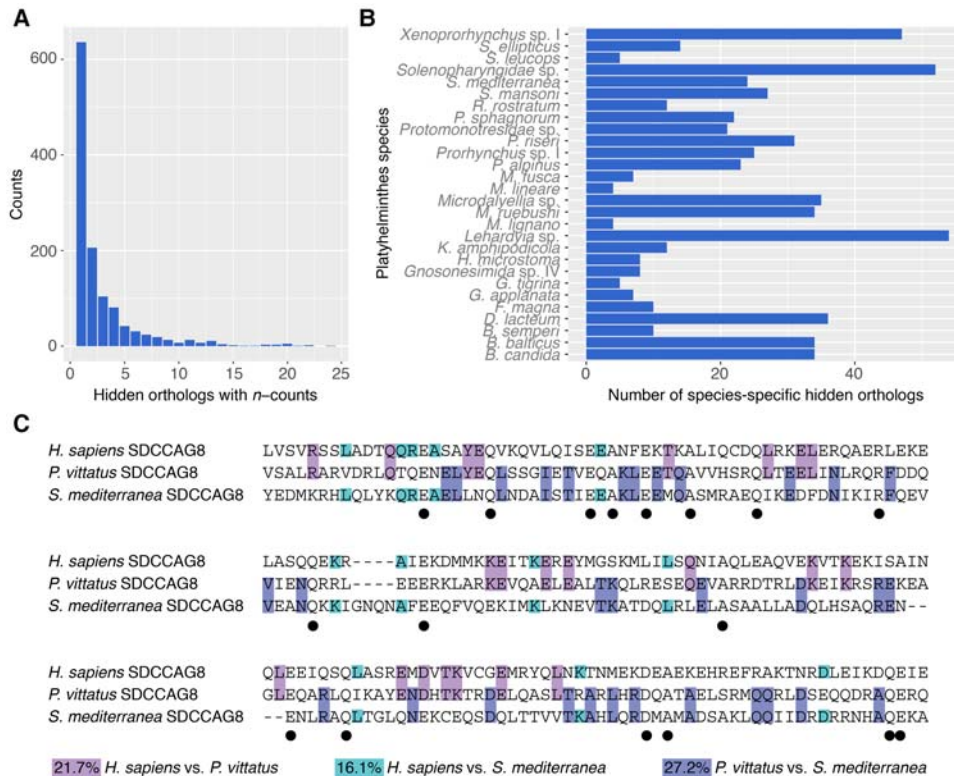 A
B
600
400
200
0
Counts
0 5 10 15 20 25
Hidden orthologs with n–counts
Platyhelminthes species
Xenoprorhynchus sp. I
S. ellipticus
S. leucops
Solenopharyngidae sp.
S. mediterranea
S. mansoni
R. rostratum
P. sphagnorum
Protomonotresidae sp.
P. riseri
Prorhynchus sp. I
P. alpinus
M. fusca
M. lineare
Microdalyellia sp.
M. ruebushi
M. lignano
Lehardyia sp.
K. amphipodicola
H. microstoma
Gnosonesimida sp. IV
G. tigrina
G. applanata
F. magna
D. lacteum
B. semperi
B. balticus
B. candida
0 20 40
Number of species-specific hidden orthologs
C
H. sapiens SDCCAG8 LVSVRSSLADTQQREASAYEQVKQVLQISEEANFEKTKALIQCDQLRKELERQAERLEKE
P. vittatus SDCCAG8 VSALRARVDRLQTQENELYEQLSSGIETVEQAKLEETQAVVHSRQLTEELINLRQRFDDQ
S. mediterranea SDCCAG8 YEDMKRHLQLYKQREAELLNQLNDAISTIEEAKLEEMQASMRAEQIKEDFDNIKIRFQEV
H. sapiens SDCCAG8 LASQQEKR----AIEKDMMKKEITKEREYMGSKMLILSQNIAQLEAQVEKVTKEKISAIN
P. vittatus SDCCAG8 VIENQRRL----EEERKLARKEVQAELEALTKQLRESEQEVARRDTRLDKEIKRSREKEA
S. mediterranea SDCCAG8 VEANQKKIGNQNAFEEQFVQEKIMKLKNEVTKATDQLRLELASAALLADQLHSAQREN--
H. sapiens SDCCAG8 QLEEIQSQLASREMDVTKVCGEMRYQLNKTNMEKDEAEKEHREFRAKTNRDLEIKDQEIE
P. vittatus SDCCAG8 GLEQARLQIKAYENDHTKTRDELQASLTRARLHRDQATAELSRMQQRLDSEQQDRAQERQ
S. mediterranea SDCCAG8 --ENLRAQLTGLQNEKCEQSDQLTTVVTKAHLQRDMAMADSAKLQQIIDRDRRNHAQEKA
21.7% H. sapiens vs. P. vittatus 16.1% H. sapiens vs. S. mediterranea 27.2% P. vittatus vs. S. mediterranea